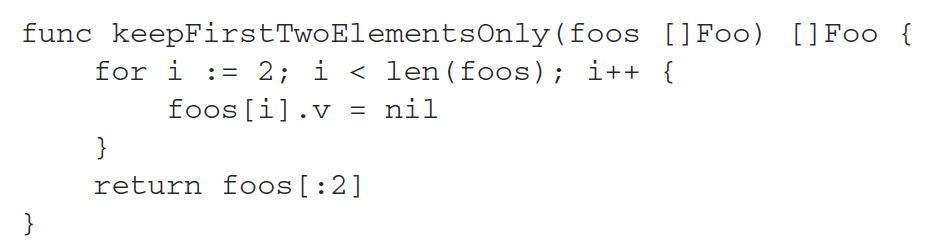 func keepFirstTwoElementsOnly(foos []Foo) []Foo {
    for i := 2; i < len(foos); i++ {
        foos[i].v = nil
    }
    return foos[:2]
}